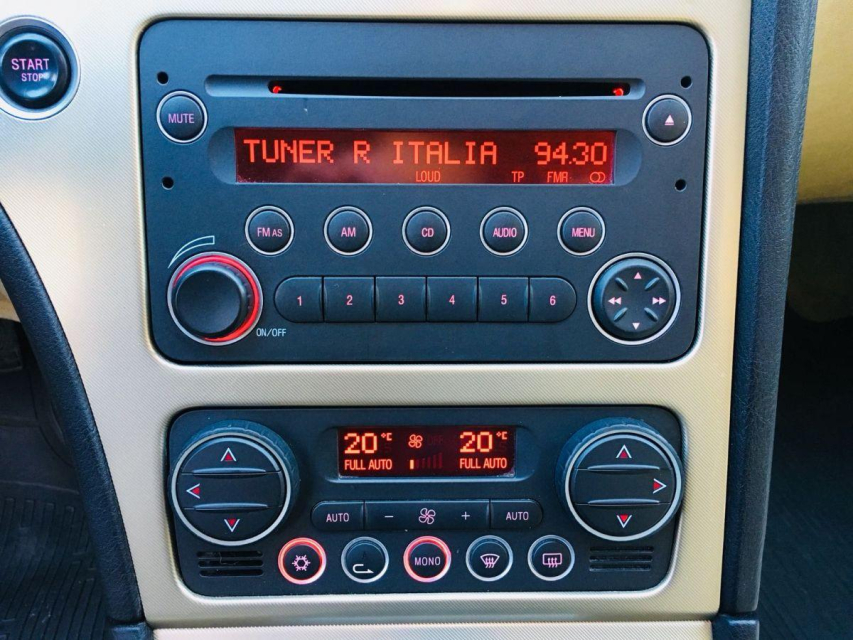 START
STOP
MUTE
TUNER R ITALIA 94.30
LOUD TP FMR
FM AS AM CD AUDIO MENU
1 2 3 4 5 6
ON/OFF
20 °C 20 °C
FULL AUTO FULL AUTO
AUTO - + AUTO
MONO